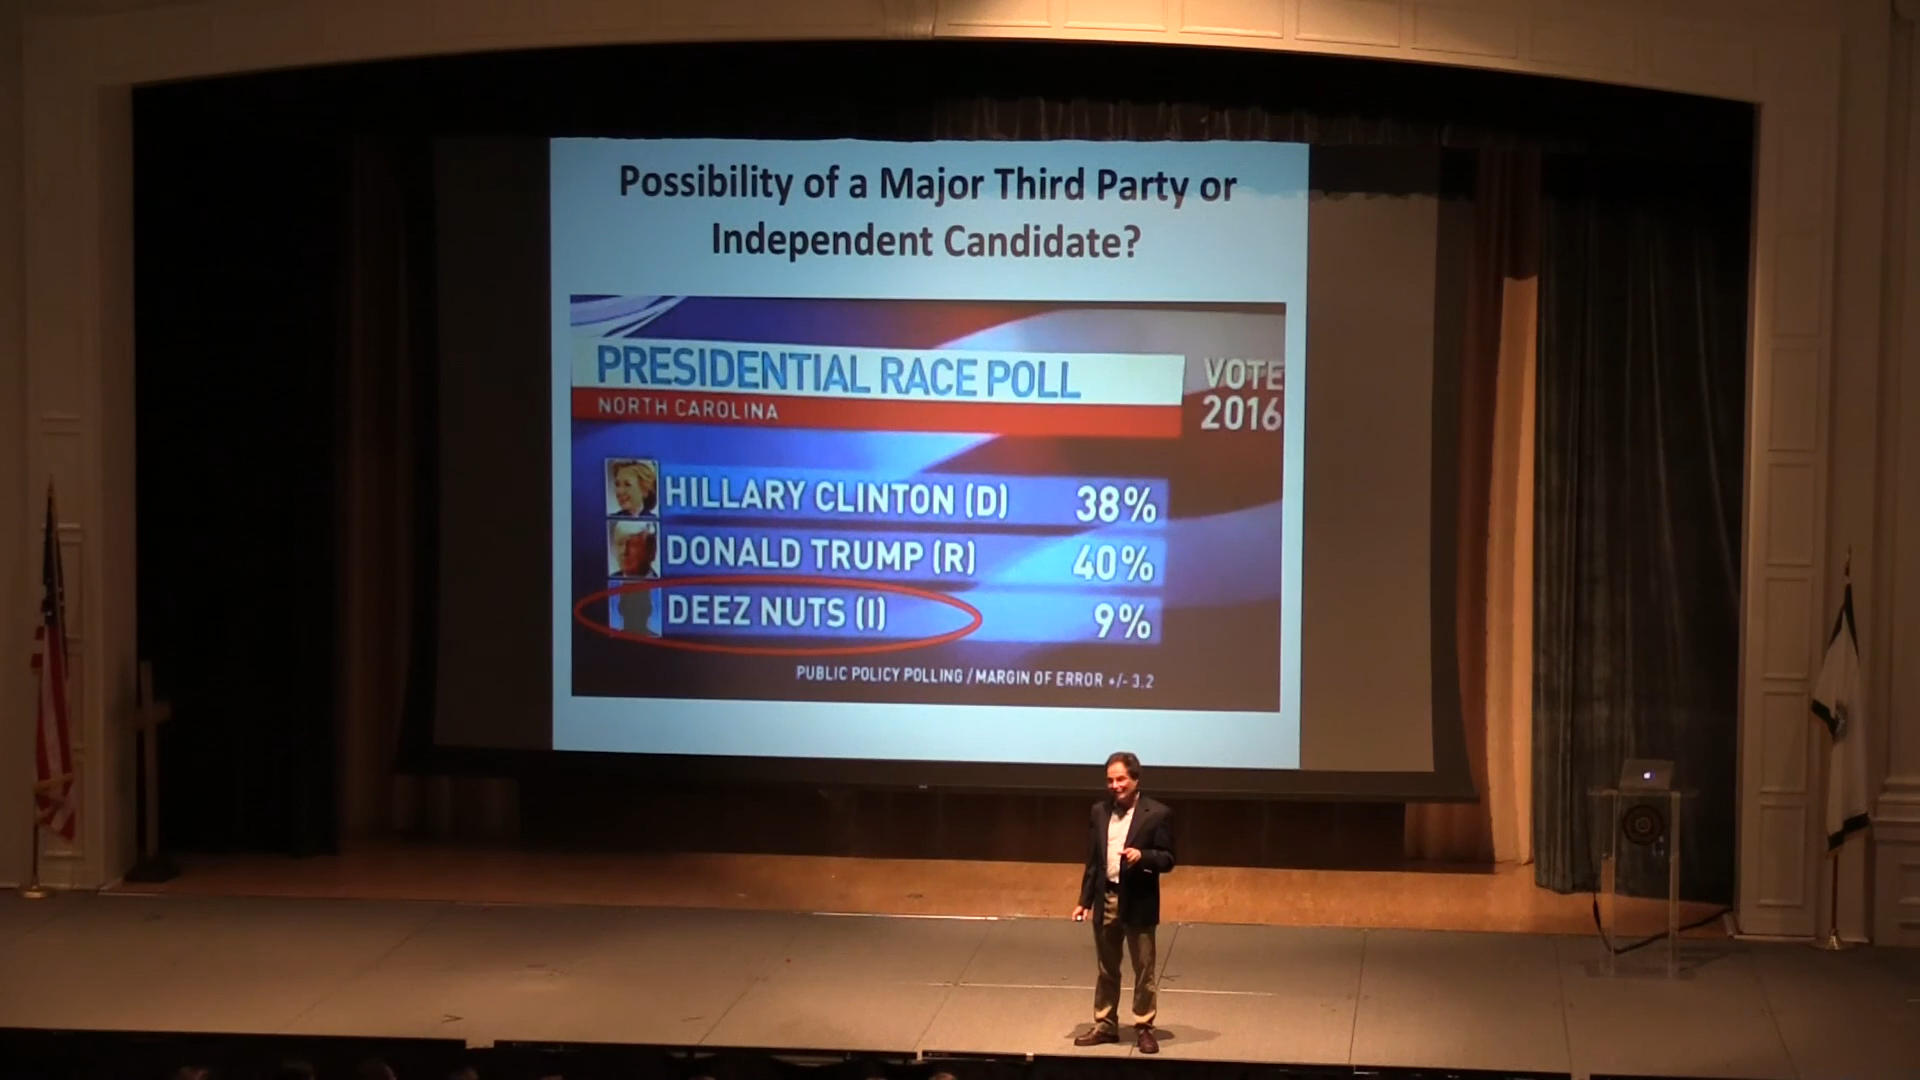 Possibility of a Major Third Party or
Independent Candidate?
PRESIDENTIAL RACE POLL
VOTE
2016
NORTH CAROLINA
HILLARY CLINTON (D) 38%
DONALD TRUMP (R) 40%
DEEZ NUTS (I) 9%
PUBLIC POLICY POLLING / MARGIN OF ERROR +/- 3.2